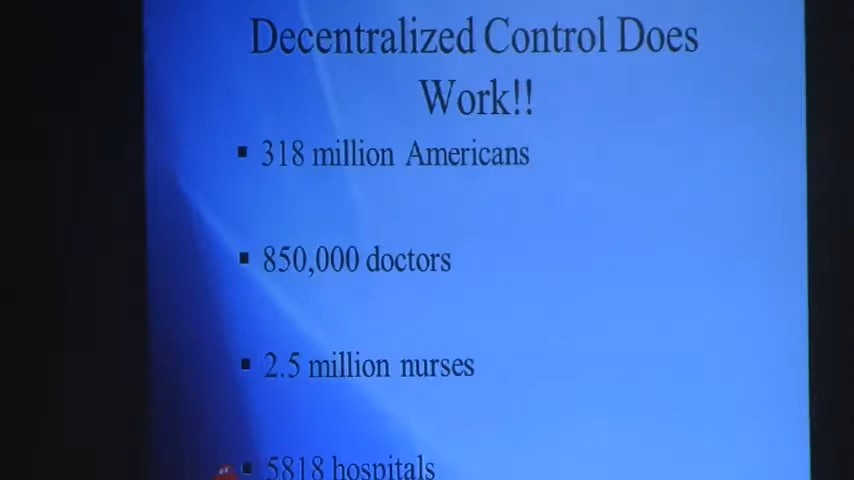 Decentralized Control Does
Work!!
▪ 318 million Americans
▪ 850,000 doctors
▪ 2.5 million nurses
▪ 5818 hospitals